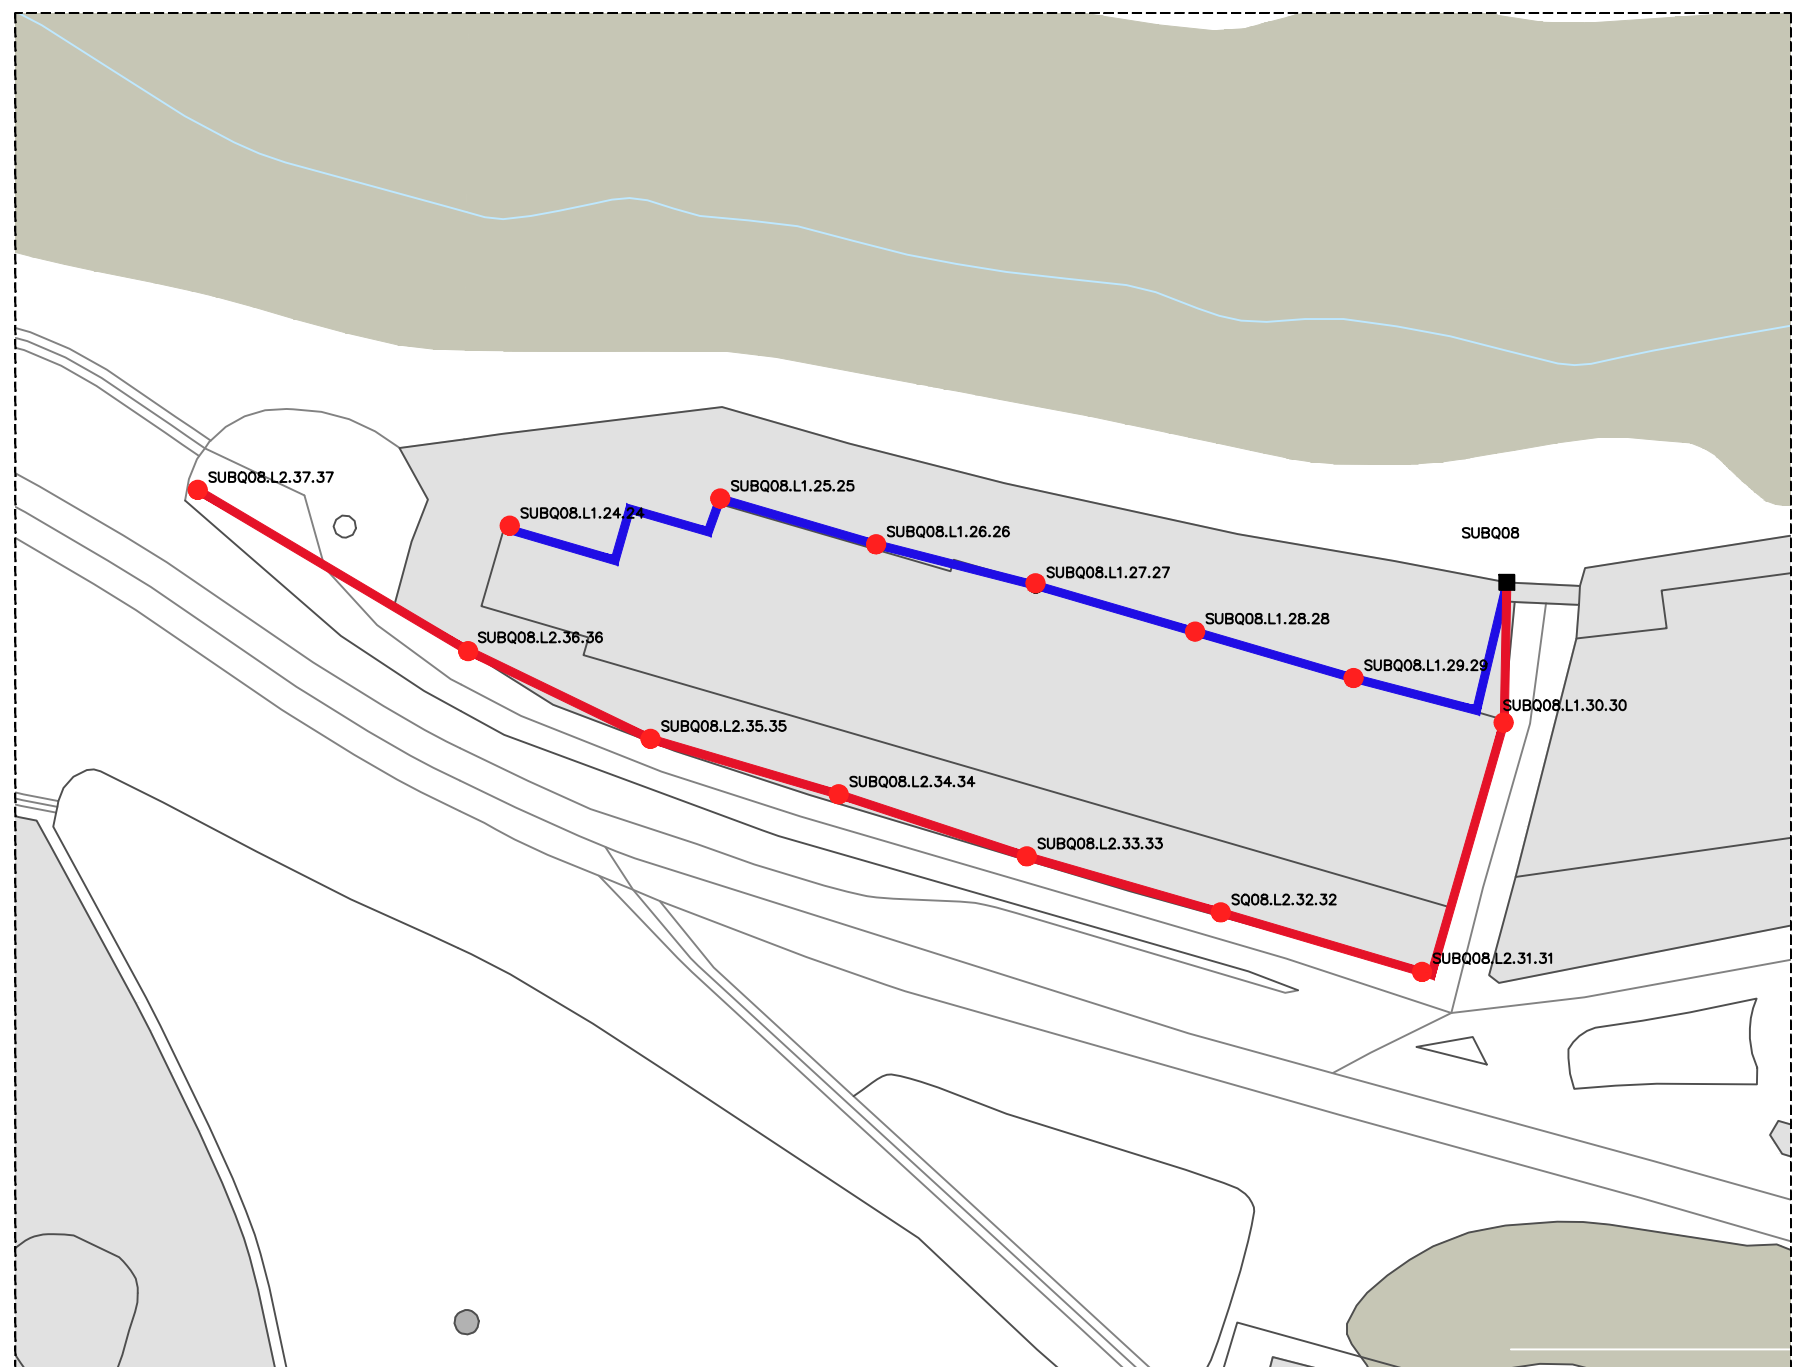 SUBQ08.L2.37.37
SUBQ08.L1.25.25
SUBQ08.L1.24.24
SUBQ08.L1.26.26
SUBQ08
SUBQ08.L1.27.27
SUBQ08.L1.28.28
SUBQ08.L2.36.36
SUBQ08.L1.29.29
SUBQ08.L1.30.30
SUBQ08.L2.35.35
SUBQ08.L2.34.34
SUBQ08.L2.33.33
SQ08.L2.32.32
SUBQ08.L2.31.31